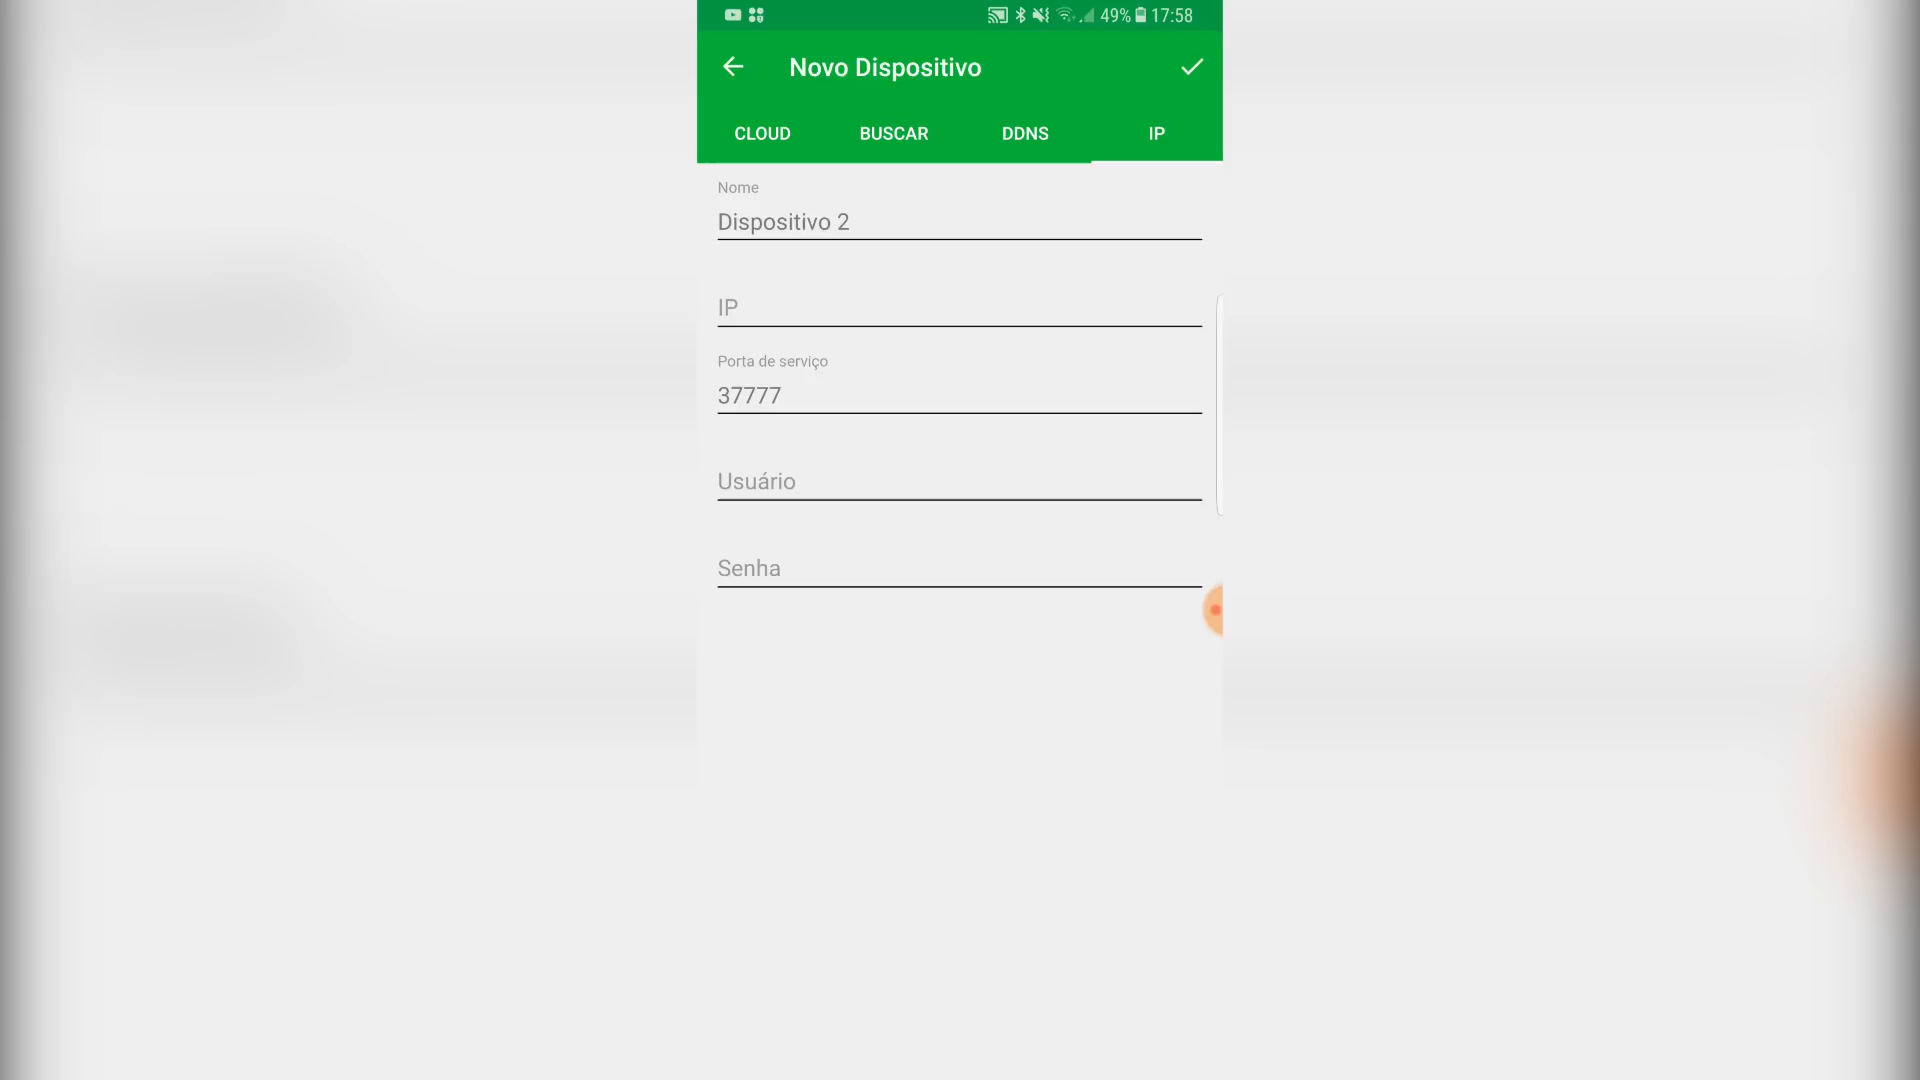 49% 17:58
Novo Dispositivo
CLOUD BUSCAR DDNS IP
Nome
Dispositivo 2
IP
Porta de serviço
37777
Usuário
Senha